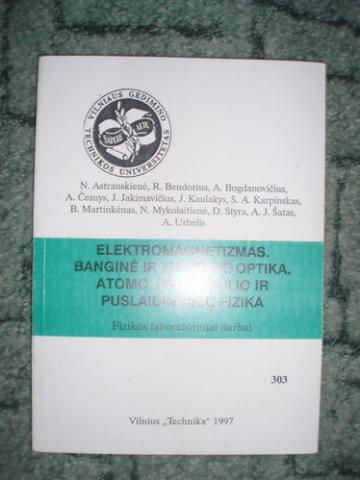 VILNIAUS GEDIMINO
TECHNIKOS UNIVERSITETAS
N. Astrauskienė, R. Bendorius, A. Bogdanovičius,
A. Česnys, J. Jakimavičius, J. Kaulakys, S. A. Karpinskas,
B. Martinkėnas, N. Mykolaitienė, D. Styra, A. J. Šatas,
A. Urbelis
ELEKTROMAGNETIZMAS.
BANGINĖ IR OPTIKA.
ATOMO, IR
FIZIKA
Fizikos laboratoriniai darbai
303
Vilnius „Technika“ 1997